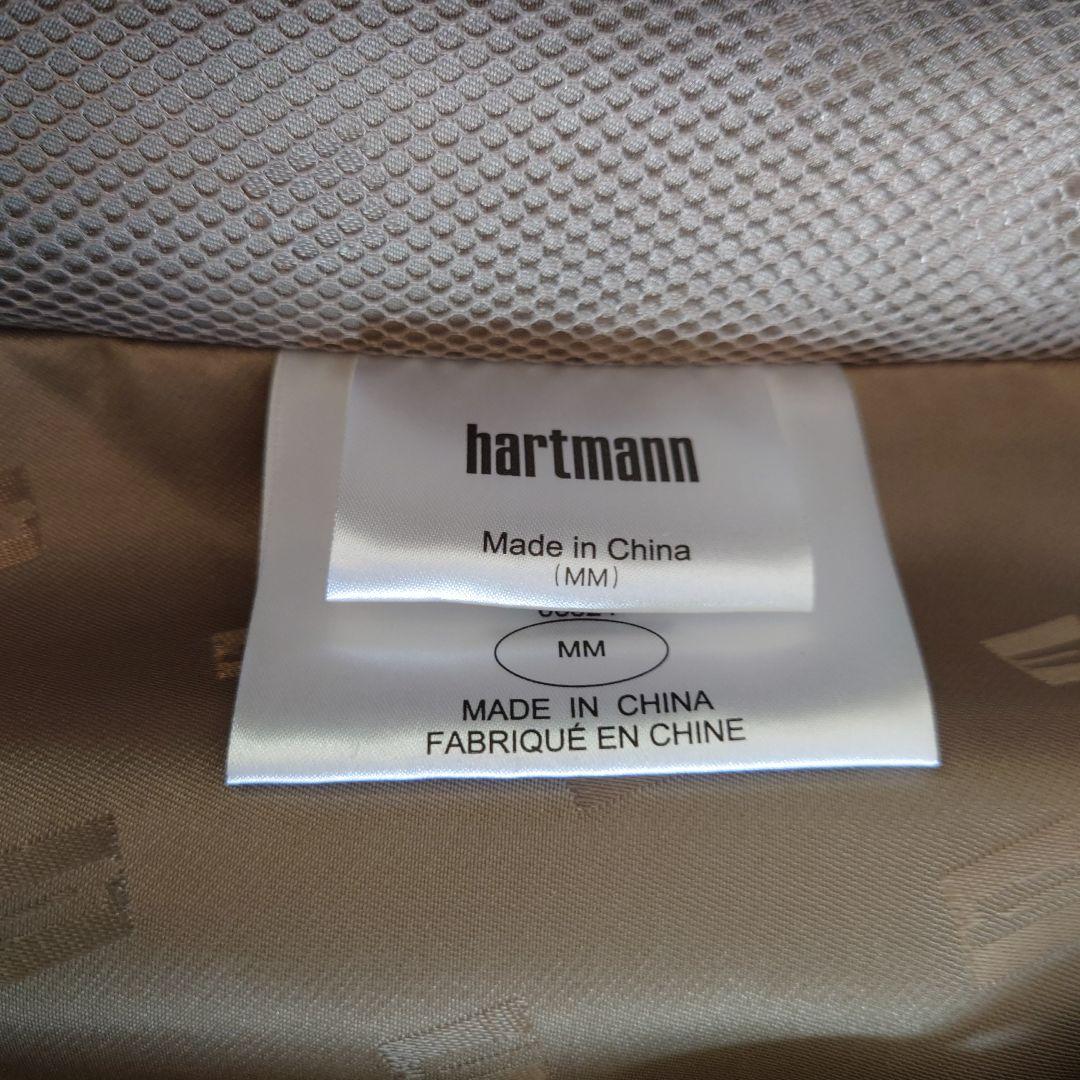 hartmann
Made in China
(MM)
MM
MADE IN CHINA
FABRIQUÉ EN CHINE